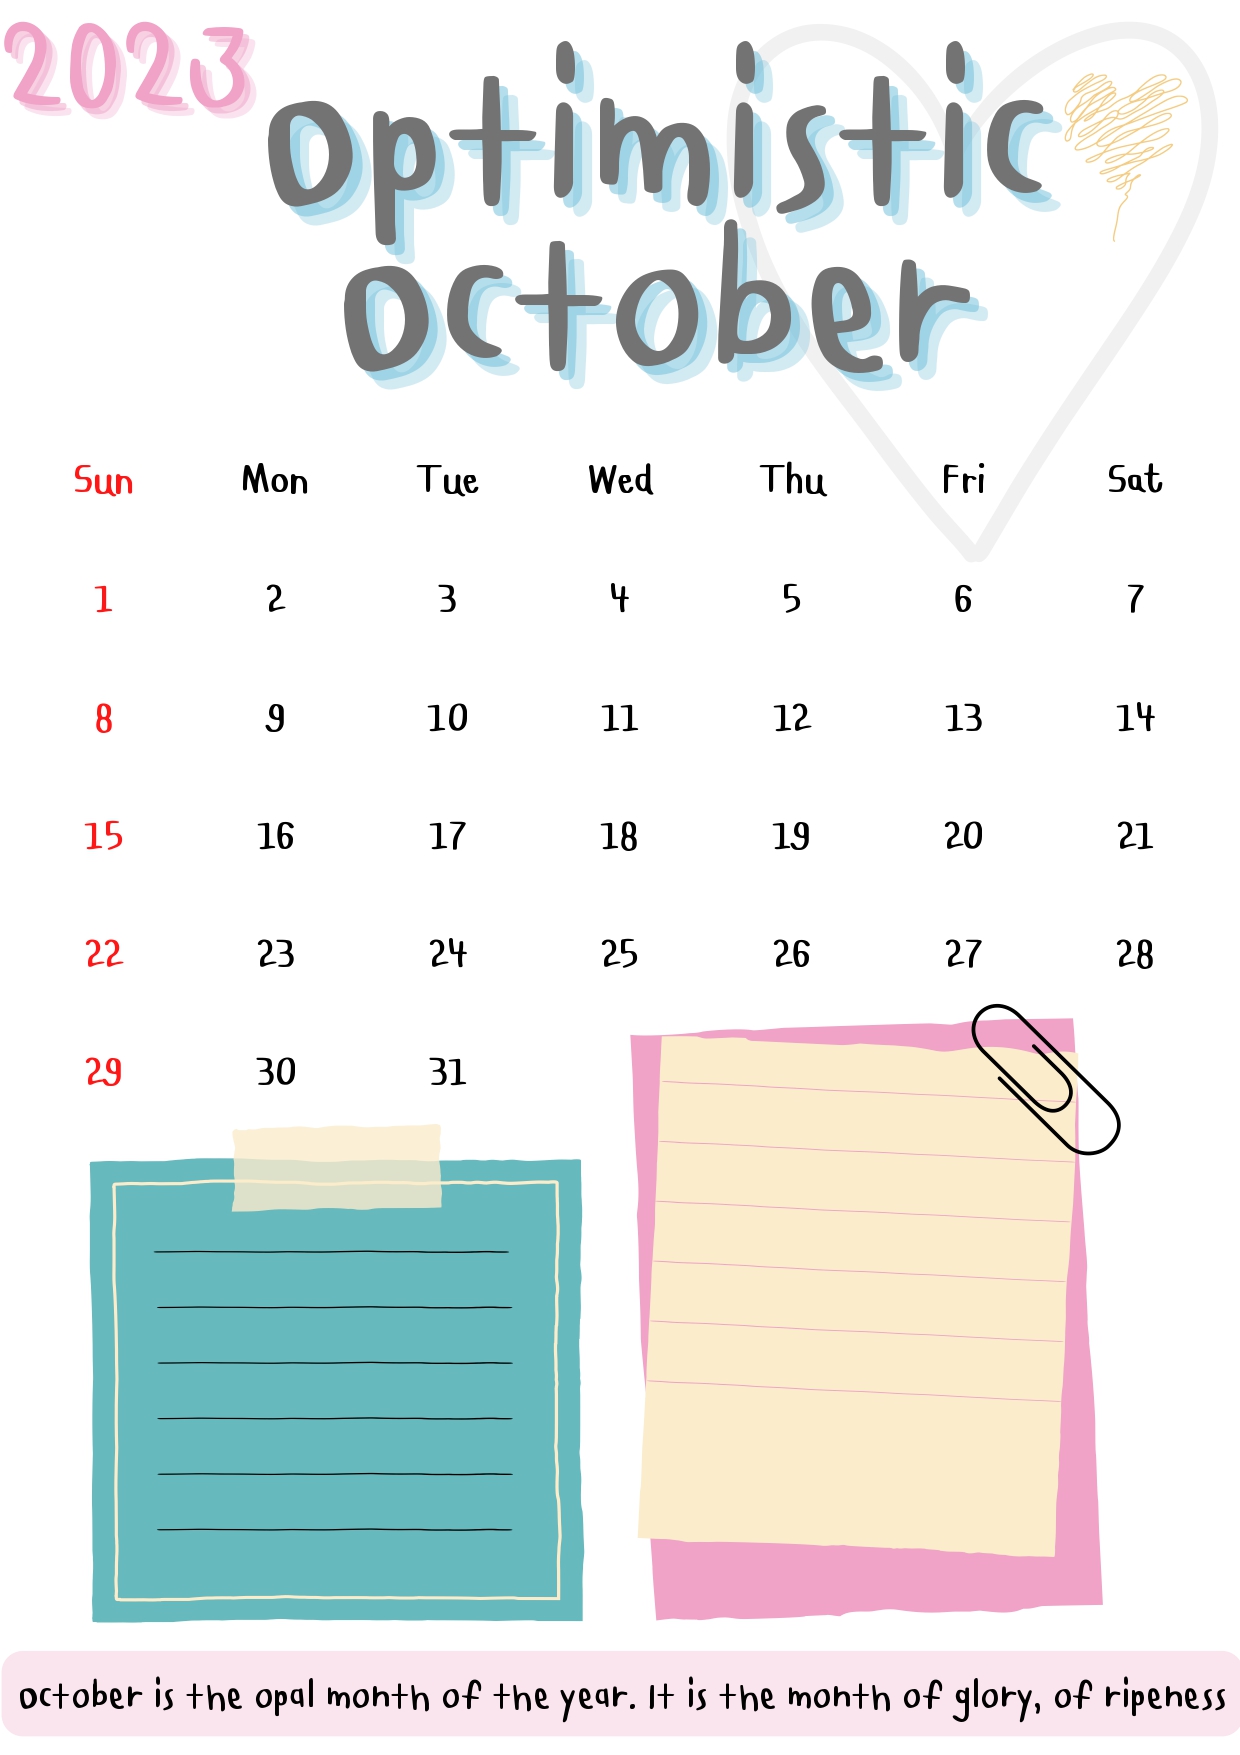 2023
Optimistic
October
Sun Mon Tue Wed Thu Fri Sat
1 2 3 4 5 6 7
8 9 10 11 12 13 14
15 16 17 18 19 20 21
22 23 24 25 26 27 28
29 30 31
October is the opal month of the year. It is the month of glory, of ripeness